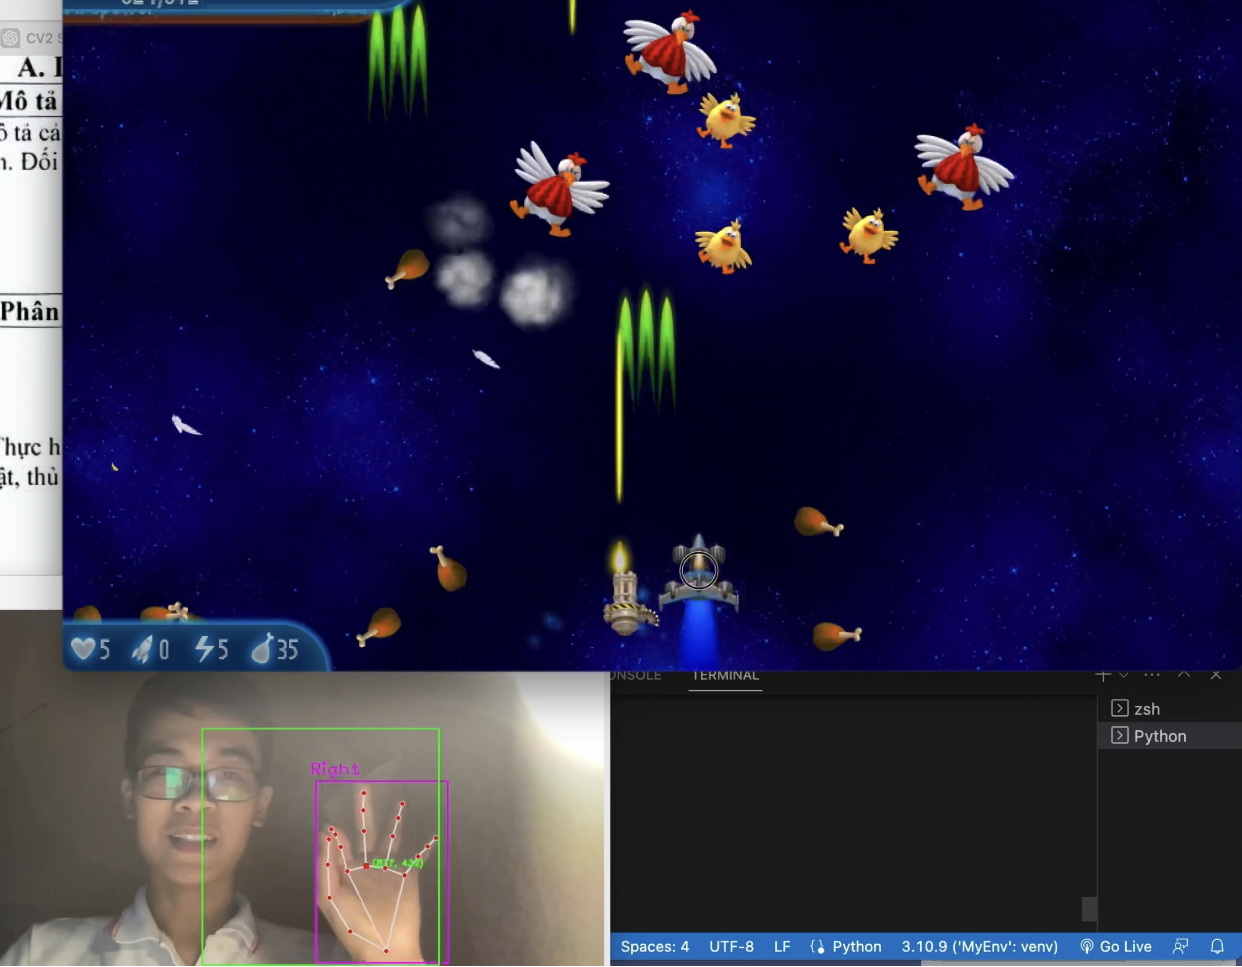 CV2 S
A. I
Mô tả
ô tả cả
n. Đối
Phân
Thực h
ật, thủ
5 0 5 35
Right
ONSOLE TERMINAL
zsh
Python
Spaces: 4 UTF-8 LF Python 3.10.9 ('MyEnv': venv) Go Live